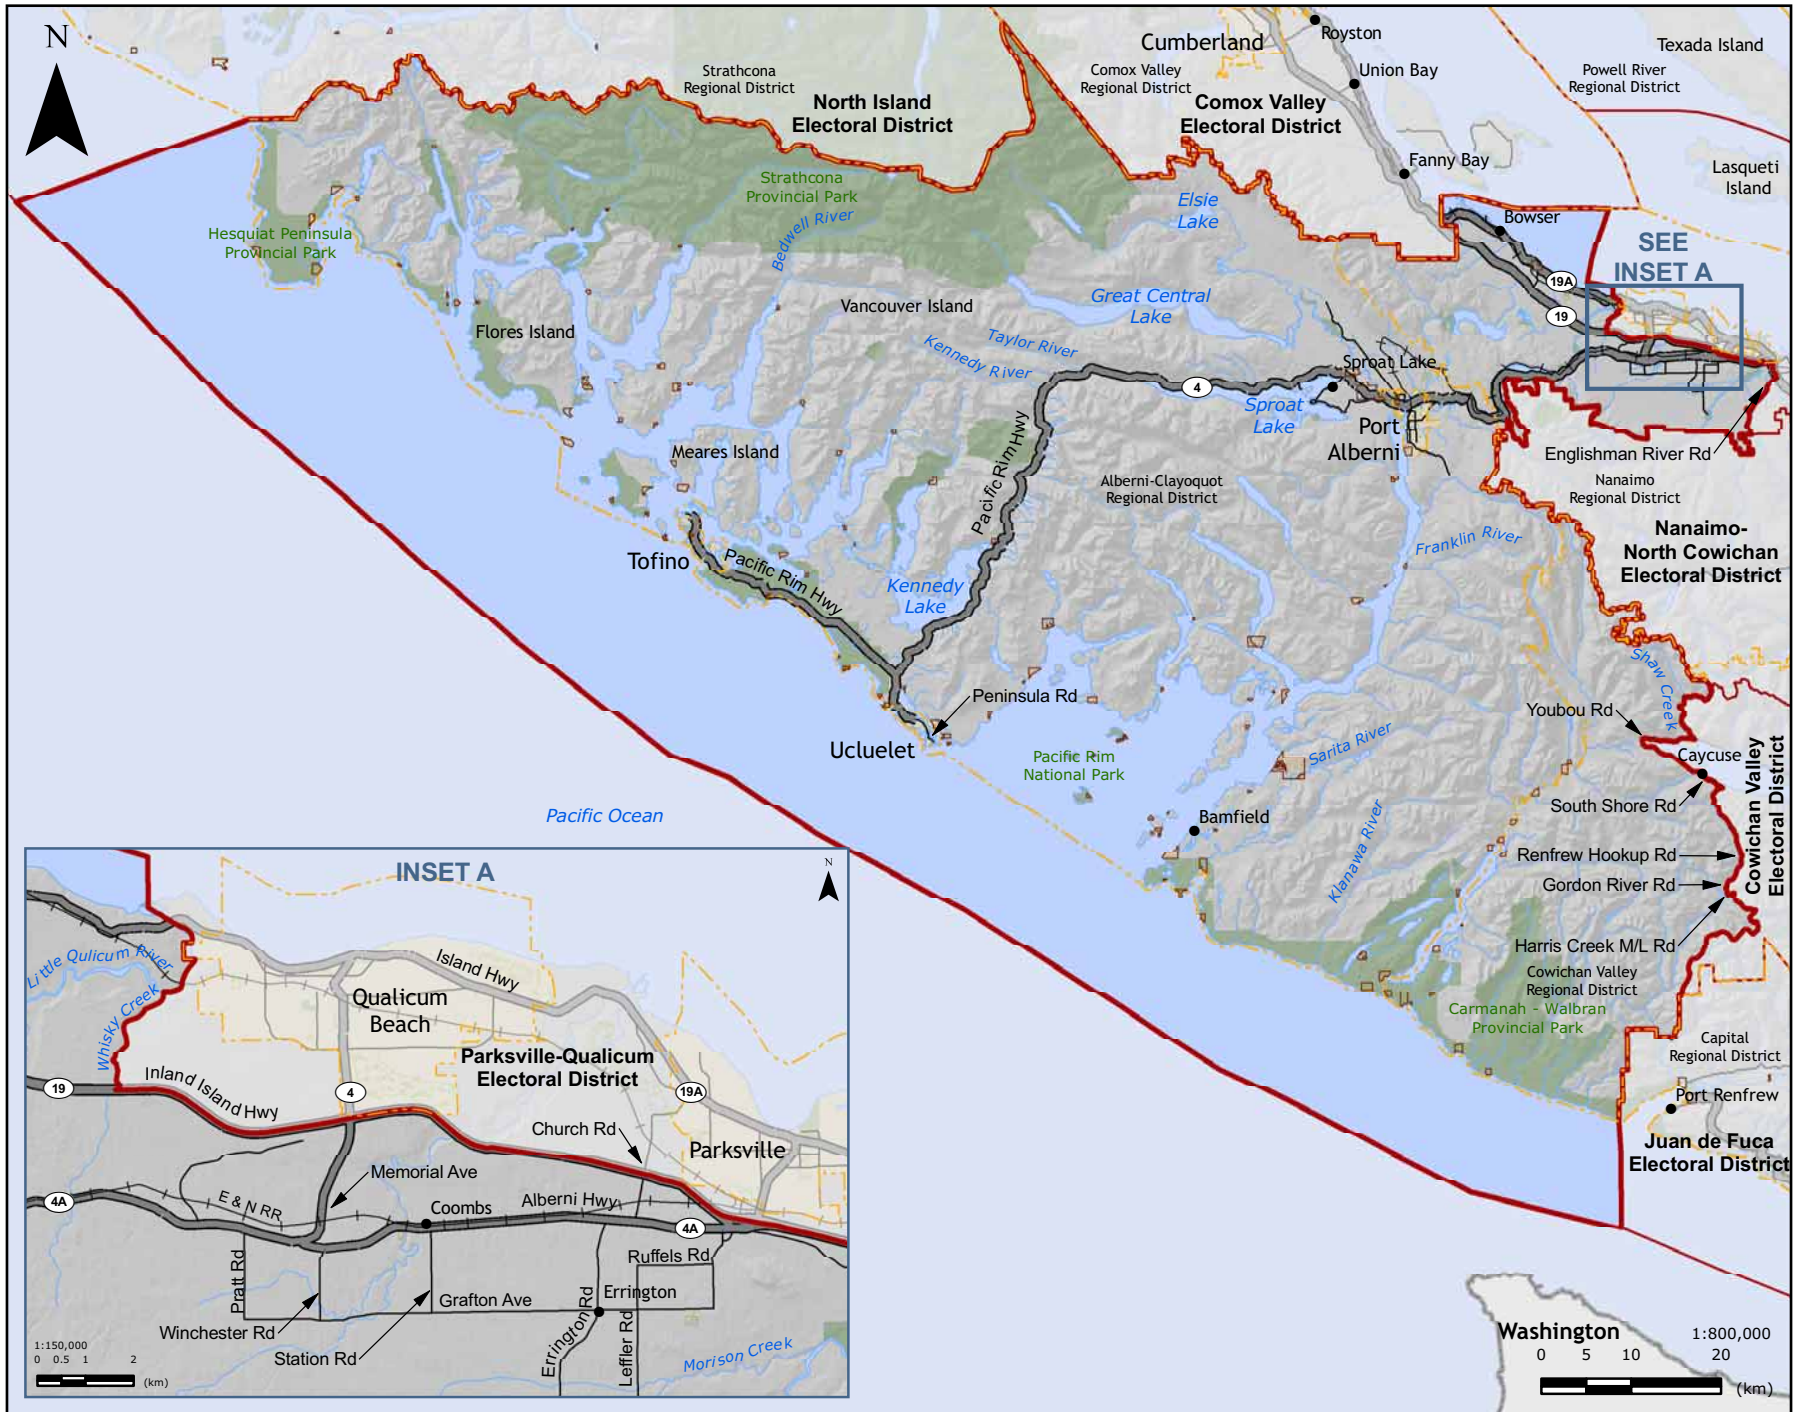 N
Cumberland
Royston
Texada Island
Strathcona
Regional District
Comox Valley
Regional District
Union Bay
Powell River
Regional District
North Island
Electoral District
Comox Valley
Electoral District
Fanny Bay
Lasqueti
Island
Strathcona
Provincial Park
Elsie
Lake
Bedwell River
Bowser
Hesquiat Peninsula
Provincial Park
SEE
INSET A
19A
Vancouver Island
Great Central
Lake
19
Flores Island
Taylor River
Kennedy River
Sproat Lake
4
Sproat
Lake
Port
Alberni
Pacific Rim Hwy
Meares Island
Englishman River Rd
Alberni-Clayoquot
Regional District
Nanaimo
Regional District
Nanaimo-
North Cowichan
Electoral District
Franklin River
Tofino
Pacific Rim Hwy
Kennedy
Lake
Shaw Creek
Peninsula Rd
Youbou Rd
Ucluelet
Sarita River
Pacific Rim
National Park
Caycuse
Cowichan Valley
Electoral District
South Shore Rd
Pacific Ocean
Bamfield
Klanawa River
Renfrew Hookup Rd
Gordon River Rd
Harris Creek M/L Rd
Cowichan Valley
Regional District
Carmanah - Walbran
Provincial Park
Capital
Regional District
Port Renfrew
Juan de Fuca
Electoral District
Washington
1:800,000
0 5 10 20
(km)
INSET A
N
Little Qulicum River
Island Hwy
Whisky Creek
Qualicum
Beach
Parksville-Qualicum
Electoral District
19
Inland Island Hwy
4
19A
Church Rd
Parksville
Memorial Ave
4A
E & N RR
Coombs
Alberni Hwy
4A
Ruffels Rd
Pratt Rd
Grafton Ave
Errington
Winchester Rd
Errington Rd
Leffler Rd
Station Rd
Morison Creek
1:150,000
0 0.5 1 2
(km)